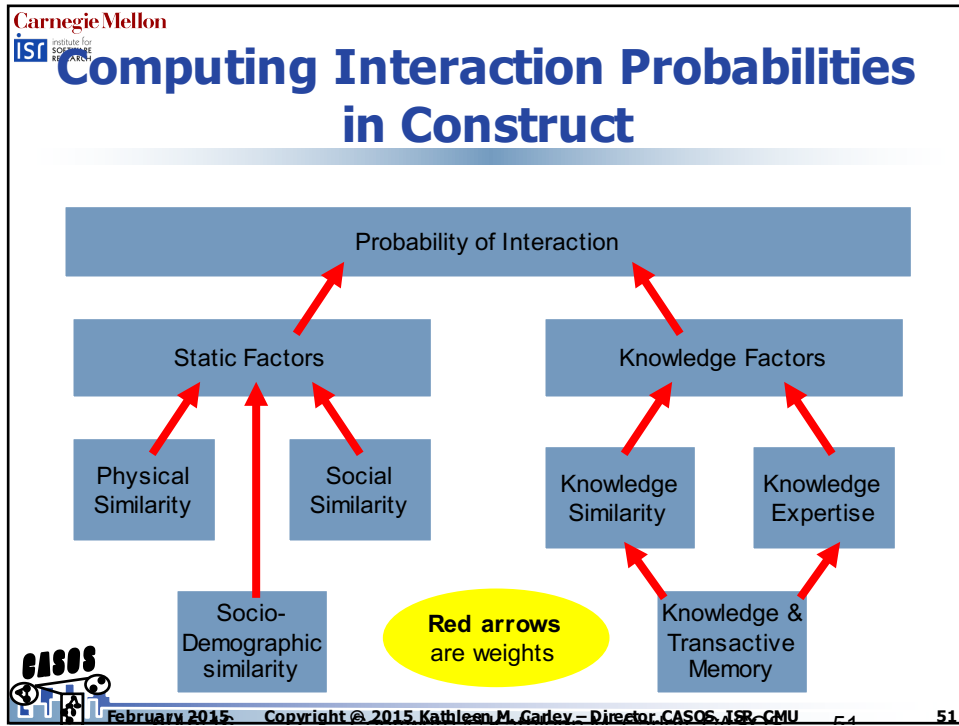 Carnegie Mellon
isr institute for
SOFTWARE
RESEARCH
Computing Interaction Probabilities
in Construct
Probability of Interaction
Static Factors
Knowledge Factors
Physical
Similarity
Social
Similarity
Knowledge
Similarity
Knowledge
Expertise
Socio-
Demographic
similarity
Red arrows
are weights
Knowledge &
Transactive
Memory
CASOS
February 2015 Copyright © 2015 Kathleen M. Carley – Director CASOS, ISR, CMU 51
51